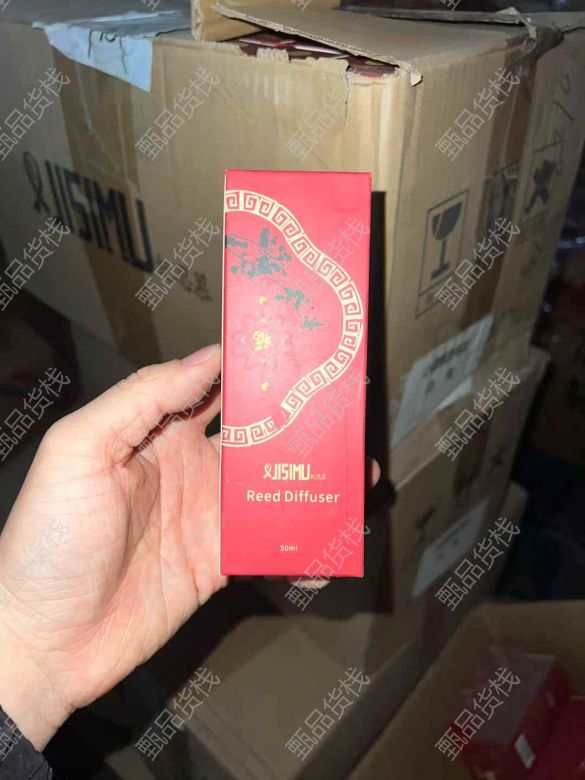 JISIMU
JISIMU
Reed Diffuser
50ml
甄品货栈